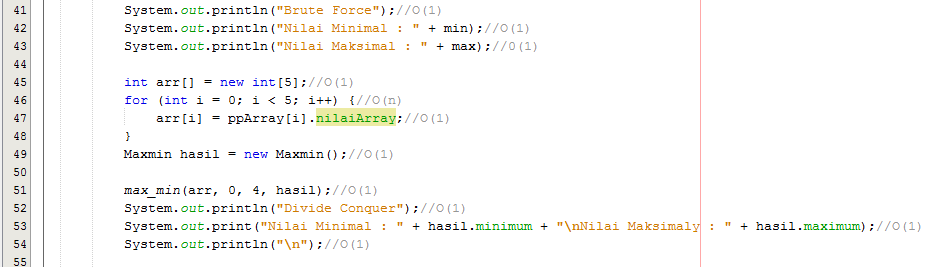 41 System.out.println("Brute Force");//O(1)
42 System.out.println("Nilai Minimal : " + min);//O(1)
43 System.out.println("Nilai Maksimal : " + max);//O(1)
44
45 int arr[] = new int[5];//O(1)
46 for (int i = 0; i < 5; i++) {//O(n)
47 arr[i] = ppArray[i].nilaiArray;//O(1)
48 }
49 Maxmin hasil = new Maxmin();//O(1)
50
51 max_min(arr, 0, 4, hasil);//O(1)
52 System.out.println("Divide Conquer");//O(1)
53 System.out.print("Nilai Minimal : " + hasil.minimum + "\nNilai Maksimaly : " + hasil.maximum);//O(1)
54 System.out.println("\n");//O(1)
55